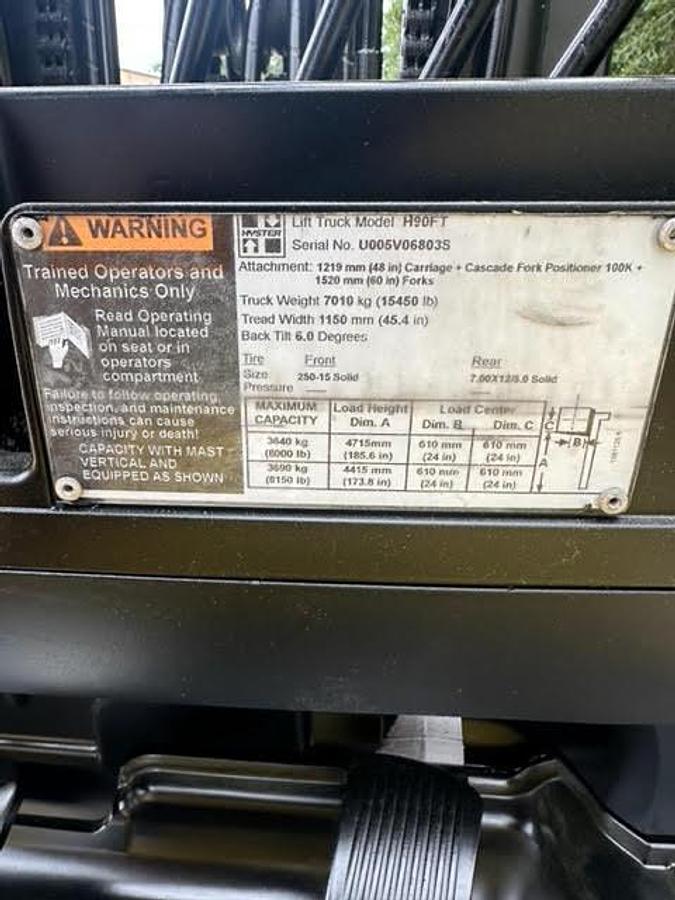 WARNING
Trained Operators and
Mechanics Only
Read Operating
Manual located
on seat or in
operators
compartment
Failure to follow operating,
inspection, and maintenance
instructions can cause
serious injury or death!
CAPACITY WITH MAST
VERTICAL AND
EQUIPPED AS SHOWN
HYSTER
Lift Truck Model H90FT
Serial No. U005V06803S
Attachment: 1219 mm (48 in) Carriage + Cascade Fork Positioner 100K +
1520 mm (60 in) Forks
Truck Weight 7010 kg (15450 lb)
Tread Width 1150 mm (45.4 in)
Back Tilt 6.0 Degrees
Tire Front Rear
Size 250-15 Solid 7.00X12/5.0 Solid
Pressure
MAXIMUM CAPACITY Load Height Dim. A Load Center Dim. B Dim. C
3640 kg (8000 lb) 4715mm (185.6 in) 610 mm (24 in) 610 mm (24 in)
3690 kg (8150 lb) 4415 mm (173.8 in) 610 mm (24 in) 610 mm (24 in)
C
B
A